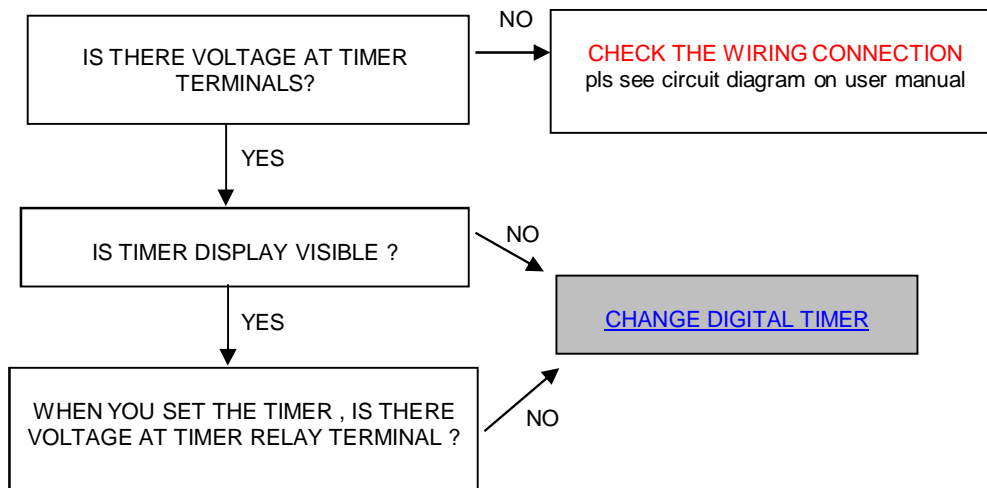 IS THERE VOLTAGE AT TIMER
TERMINALS?
NO
CHECK THE WIRING CONNECTION
pls see circuit diagram on user manual
YES
IS TIMER DISPLAY VISIBLE ?
NO
CHANGE DIGITAL TIMER
YES
WHEN YOU SET THE TIMER , IS THERE
VOLTAGE AT TIMER RELAY TERMINAL ?
NO